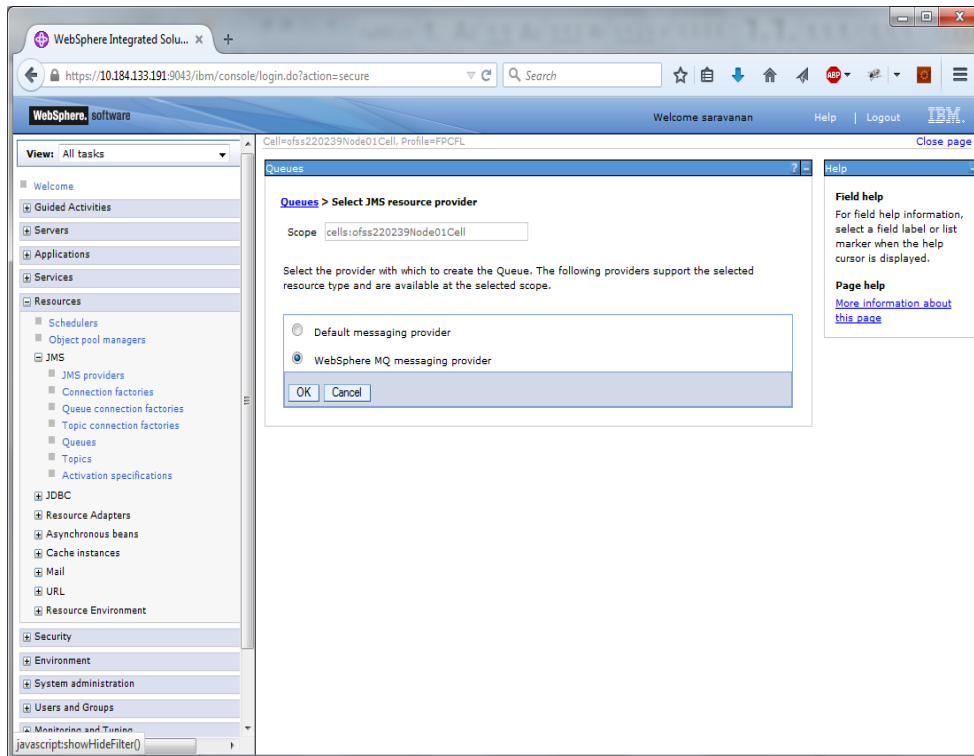 WebSphere Integrated Solu...
https://10.184.133.191:9043/ibm/console/login.do?action=secure
Search
ABP
WebSphere. software
Welcome saravanan
Help | Logout
IBM.
Cell=ofss220239Node01Cell, Profile=FPCFL
Close page
View: All tasks
Welcome
Guided Activities
Servers
Applications
Services
Resources
Schedulers
Object pool managers
JMS
JMS providers
Connection factories
Queue connection factories
Topic connection factories
Queues
Topics
Activation specifications
JDBC
Resource Adapters
Asynchronous beans
Cache instances
Mail
URL
Resource Environment
Security
Environment
System administration
Users and Groups
Monitoring and Tuning
javascript:showHideFilter()
Queues
Queues > Select JMS resource provider
Scope cells:ofss220239Node01Cell
Select the provider with which to create the Queue. The following providers support the selected
resource type and are available at the selected scope.
Default messaging provider
WebSphere MQ messaging provider
OK Cancel
Help
Field help
For field help information,
select a field label or list
marker when the help
cursor is displayed.
Page help
More information about
this page